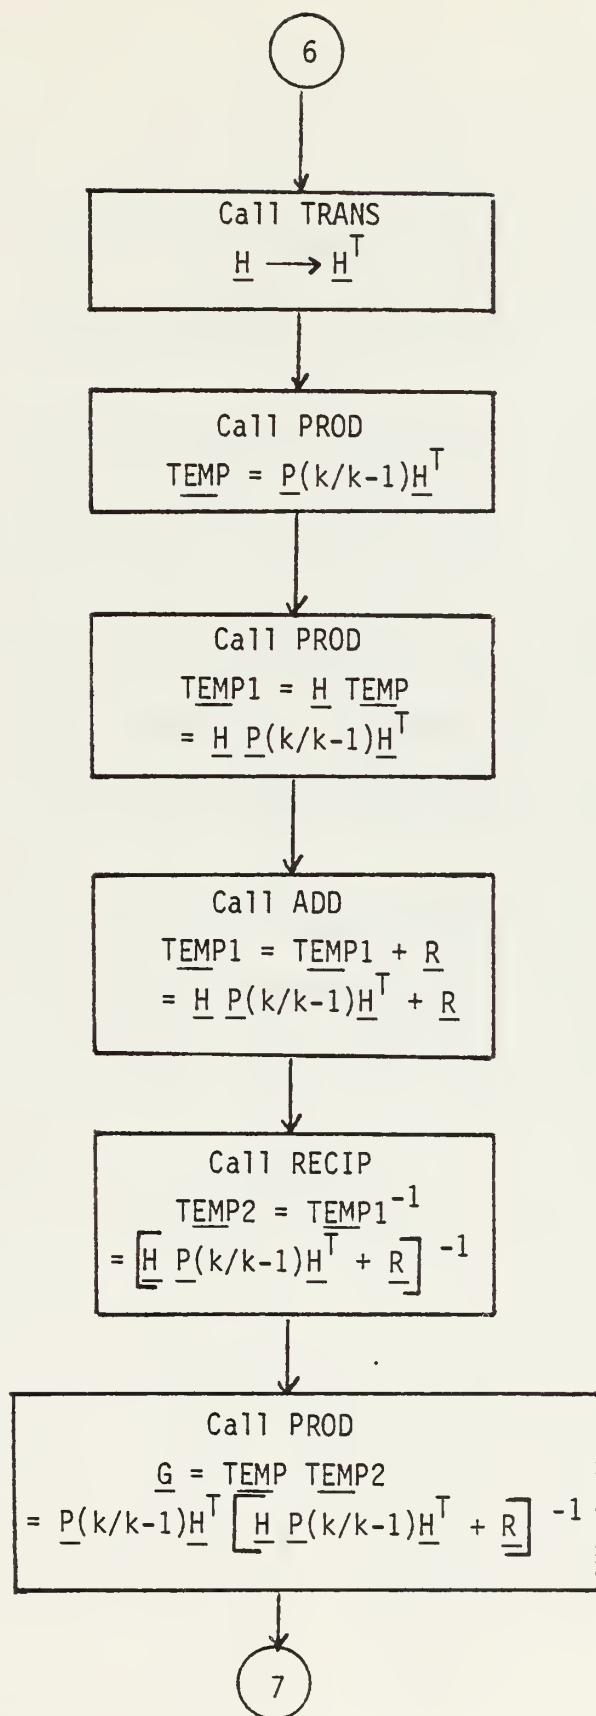 6
Call TRANS
H ⟶ H^T
Call PROD
TEMP = P(k/k-1)H^T
Call PROD
TEMP1 = H TEMP
= H P(k/k-1)H^T
Call ADD
TEMP1 = TEMP1 + R
= H P(k/k-1)H^T + R
Call RECIP
TEMP2 = TEMP1^-1
= [H P(k/k-1)H^T + R]^-1
Call PROD
G = TEMP TEMP2
= P(k/k-1)H^T [H P(k/k-1)H^T + R]^-1
7